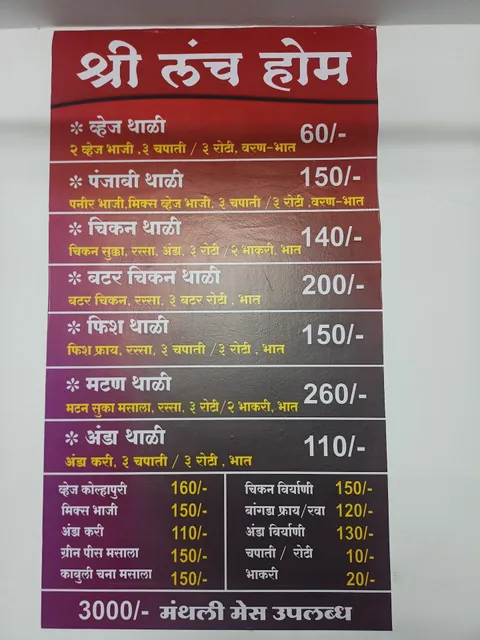 श्री लंच होम
✻ व्हेज थाळी 60/-
२ व्हेज भाजी ,३ चपाती / ३ रोटी, वरण-भात
✻ पंजाबी थाळी 150/-
पनीर भाजी,मिक्स व्हेज भाजी, ३ चपाती /३ रोटी ,वरण-भात
✻ चिकन थाळी 140/-
चिकन सुक्का, रस्सा, अंडा, ३ रोटी /२ भाकरी, भात
✻ बटर चिकन थाळी 200/-
बटर चिकन, रस्सा, ३ बटर रोटी , भात
✻ फिश थाळी 150/-
फिश फ्राय, रस्सा, ३ चपाती /३ रोटी , भात
✻ मटण थाळी 260/-
मटन सुका मसाला, रस्सा, ३ रोटी/२ भाकरी, भात
✻ अंडा थाळी 110/-
अंडा करी, ३ चपाती / ३ रोटी , भात
व्हेज कोल्हापुरी 160/-
मिक्स भाजी 150/-
अंडा करी 110/-
ग्रीन पीस मसाला 150/-
काबुली चना मसाला 150/-
चिकन बिर्याणी 150/-
बांगडा फ्राय/रवा 120/-
अंडा बिर्याणी 130/-
चपाती / रोटी 10/-
भाकरी 20/-
3000/- मंथली मेस उपलब्ध